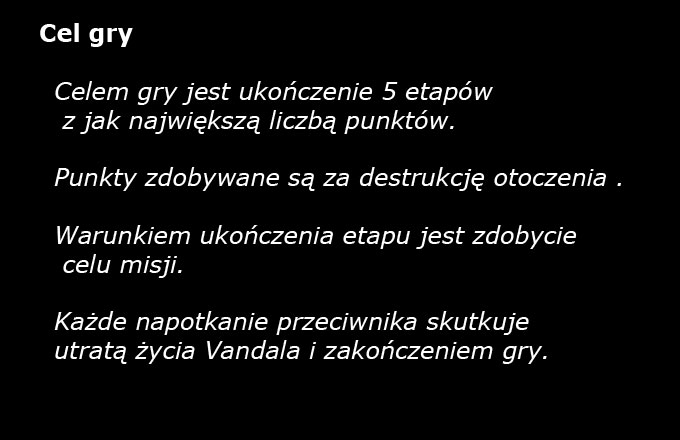 Cel gry
Celem gry jest ukończenie 5 etapów
z jak największą liczbą punktów.
Punkty zdobywane są za destrukcję otoczenia .
Warunkiem ukończenia etapu jest zdobycie
celu misji.
Każde napotkanie przeciwnika skutkuje
utratą życia Vandala i zakończeniem gry.